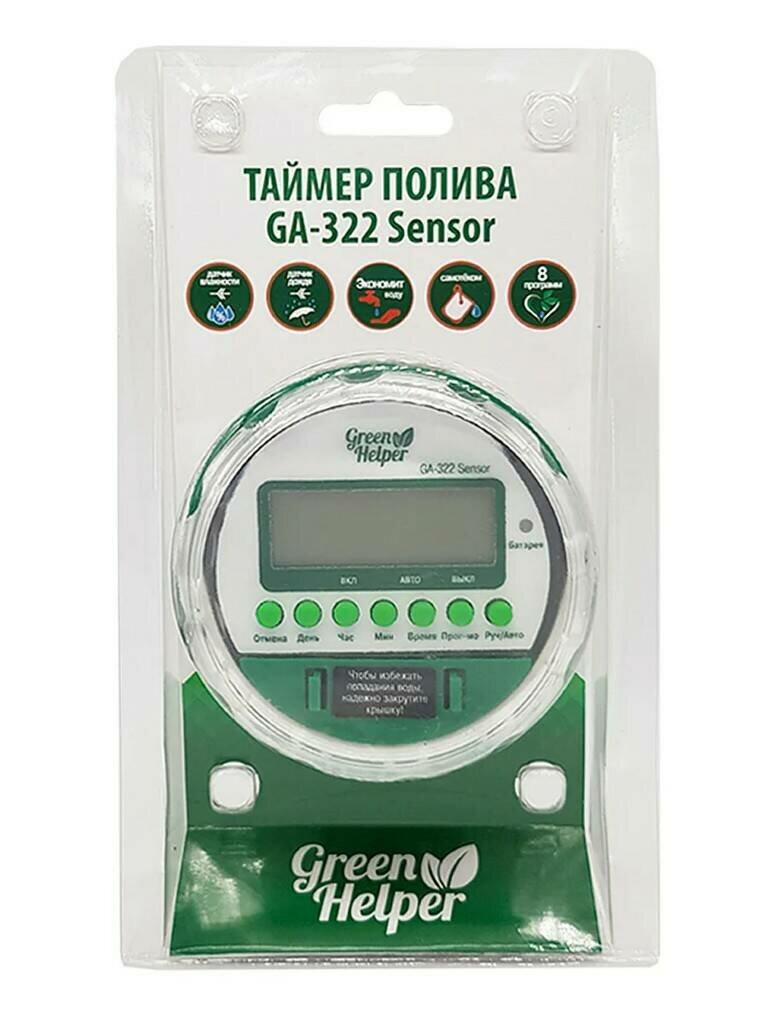 ТАЙМЕР ПОЛИВА
GA-322 Sensor
датчик
влажности
%
датчик
дождя
Экономит
воду
самотёком
8
программ
Green
Helper
GA-322 Sensor
Батарея
ВКЛ АВТО ВЫКЛ
Отмена День Час Мин Время Прог-ма Руч/Авто
Чтобы избежать
попадания воды,
надежно закрутите
крышку!
Green
Helper